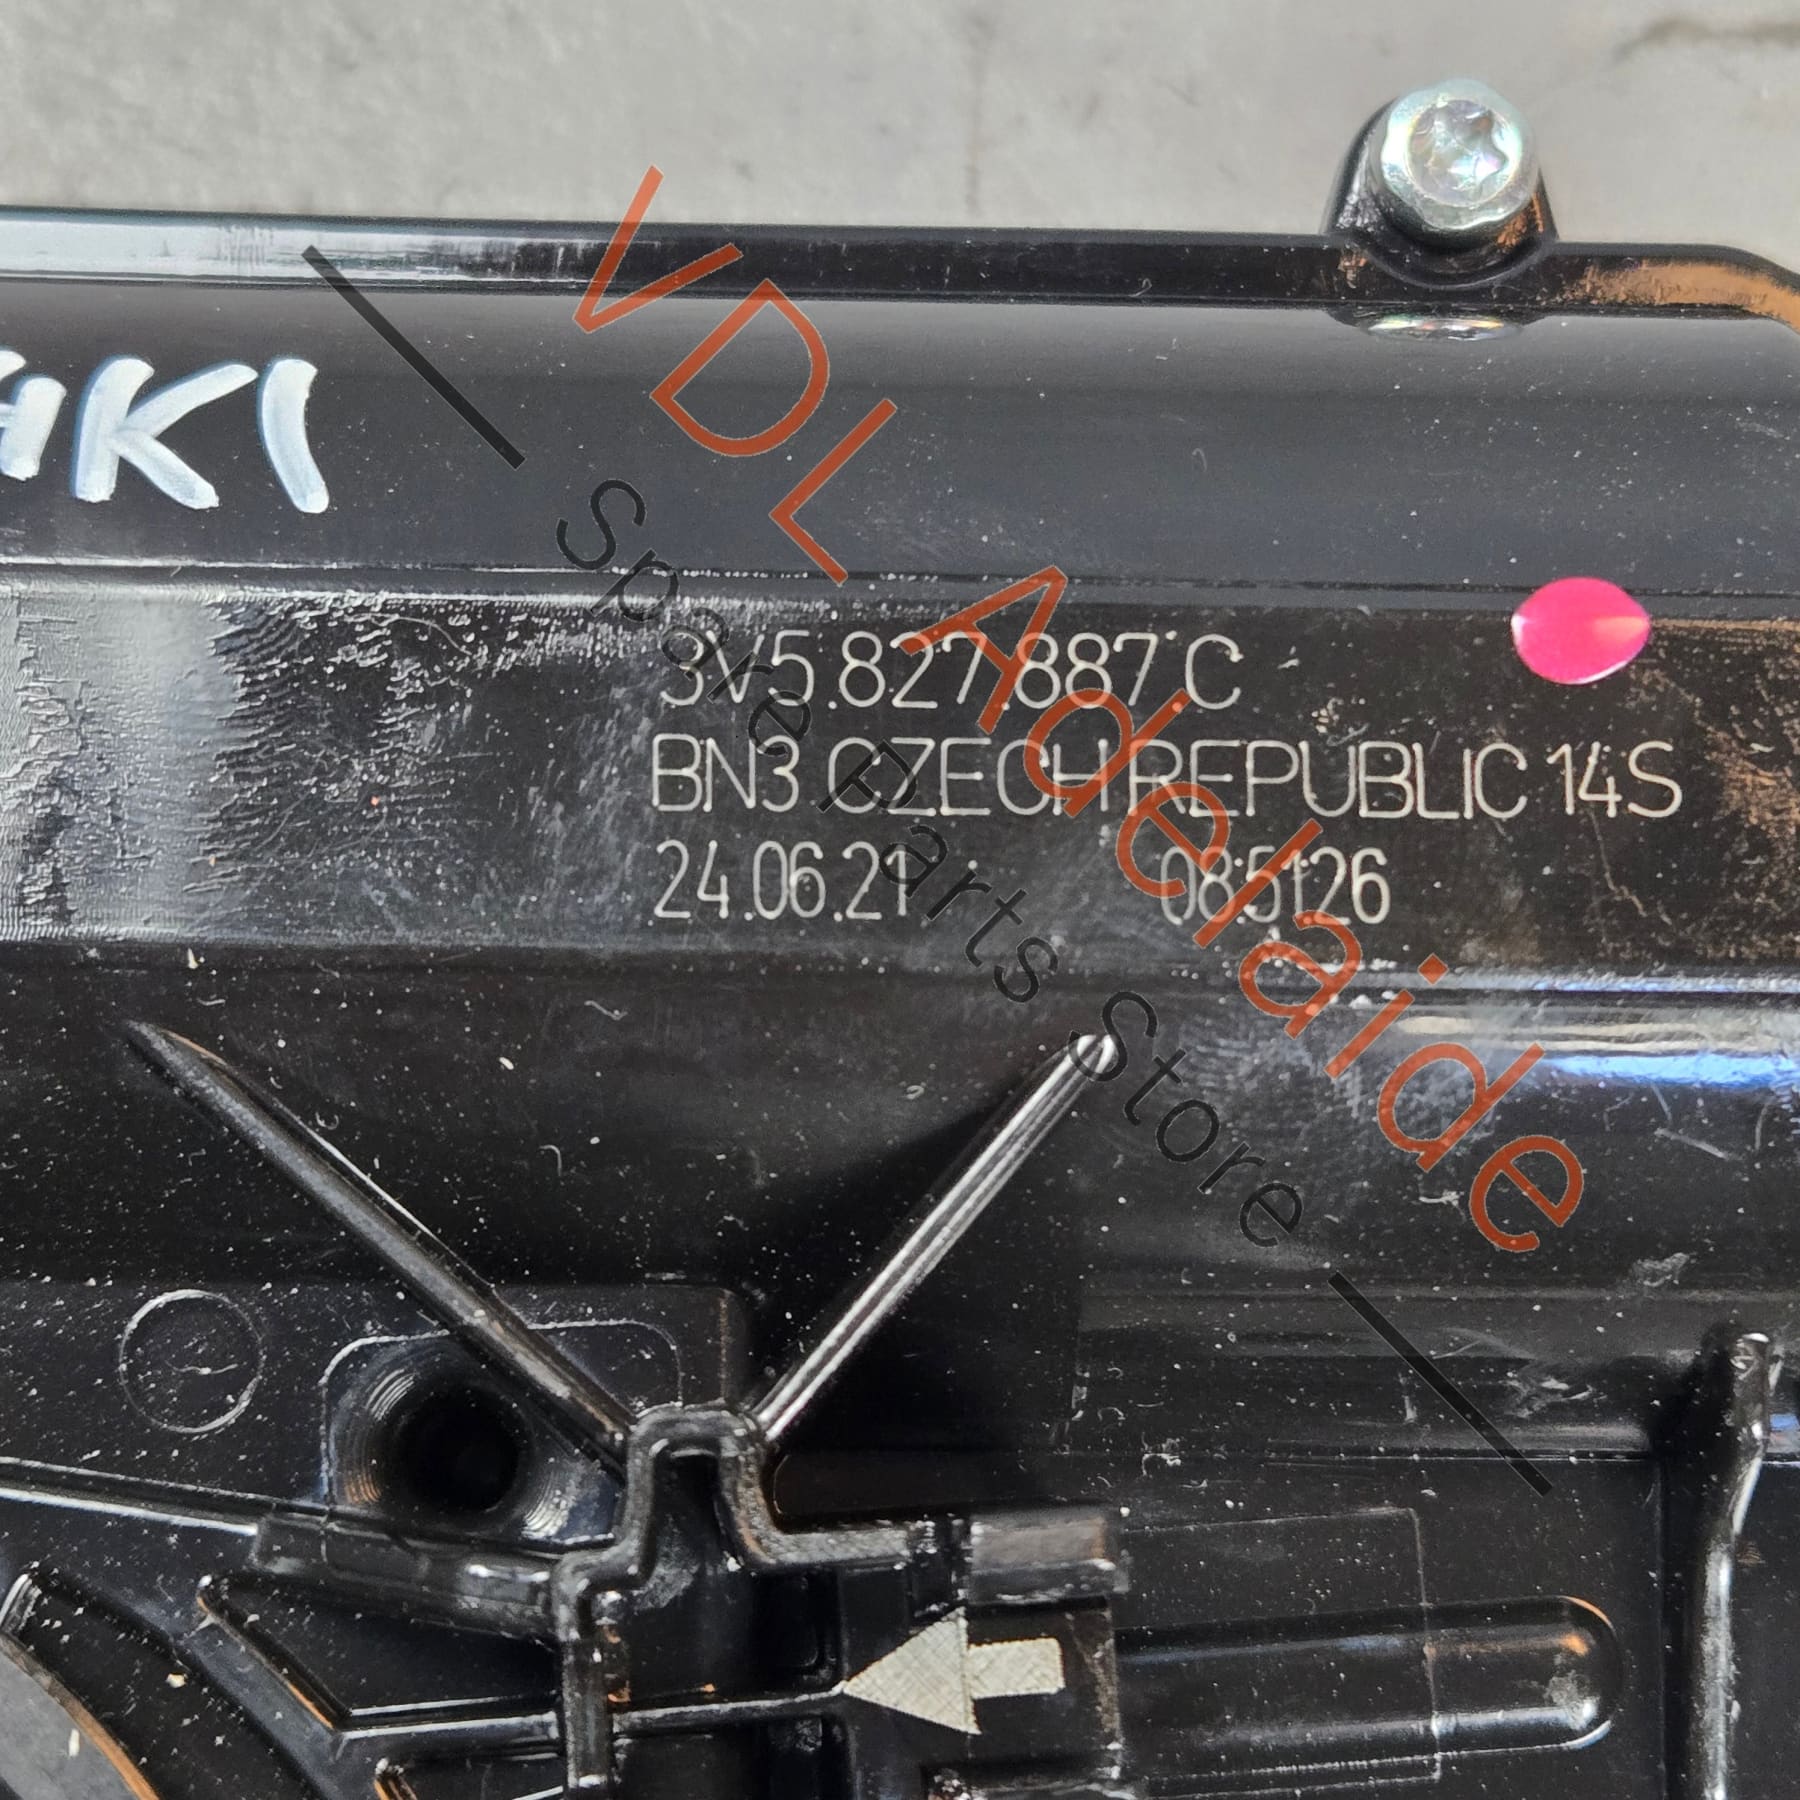 HKI
3V5.827.887.C
BN3 CZECH REPUBLIC 14S
24.06.21 085126
VDL Adelaide
Spare Parts Store